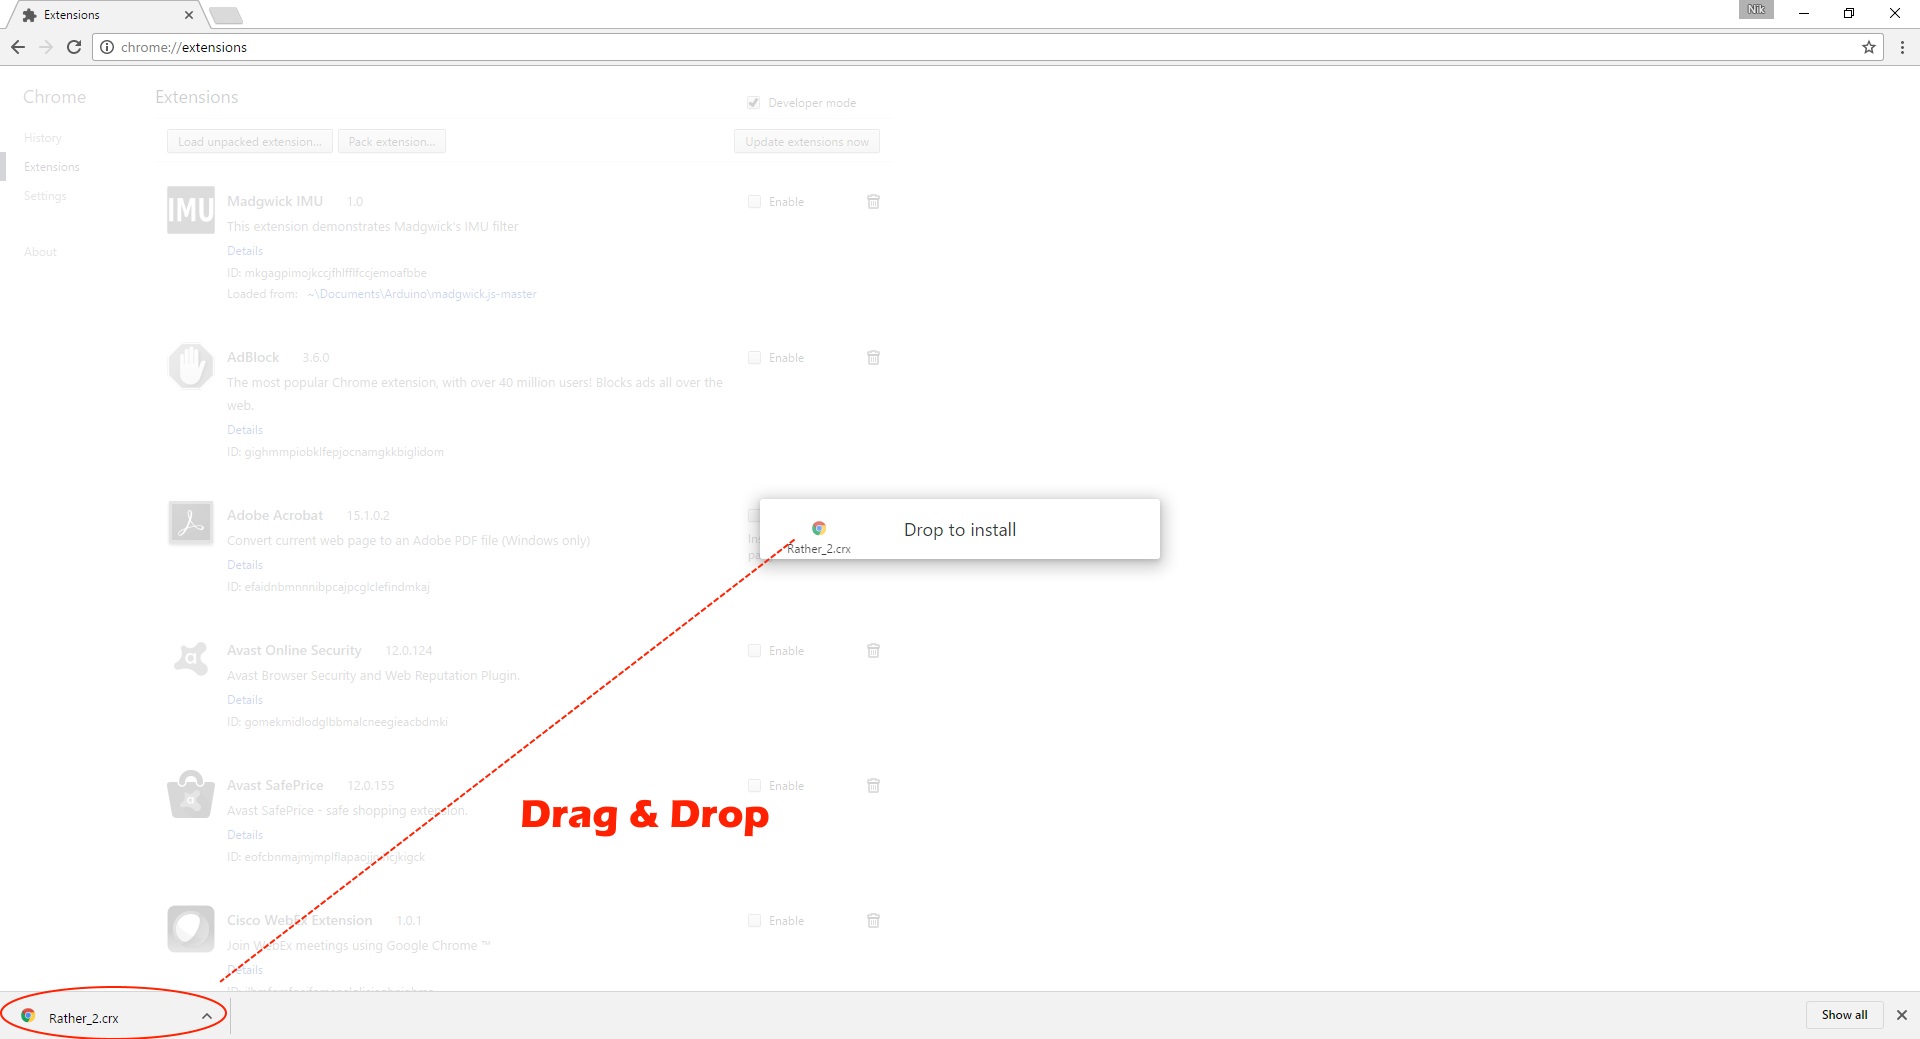 Extensions
Nik
chrome://extensions
Chrome
Extensions
Developer mode
History
Load unpacked extension...
Pack extension...
Update extensions now
Extensions
Settings
About
IMU
Madgwick IMU 1.0
Enable
This extension demonstrates Madgwick's IMU filter
Details
ID: mkgagpimojkccjfhlfflfccjemoafbbe
Loaded from: ~\Documents\Arduino\madgwick.js-master
AdBlock 3.6.0
Enable
The most popular Chrome extension, with over 40 million users! Blocks ads all over the
web.
Details
ID: gighmmpiobklfepjocnamgkkbiglidom
Adobe Acrobat 15.1.0.2
Convert current web page to an Adobe PDF file (Windows only)
Details
ID: efaidnbmnnnibpcajpcglclefindmkaj
Drop to install
Rather_2.crx
Avast Online Security 12.0.124
Enable
Avast Browser Security and Web Reputation Plugin.
Details
ID: gomekmidlodglbbmalcneegieacbdmki
Avast SafePrice 12.0.155
Enable
Avast SafePrice - safe shopping extension.
Details
Drag & Drop
Cisco WebEx Extension 1.0.1
Enable
Join WebEx meetings using Google Chrome ™
Details
Rather_2.crx
Show all